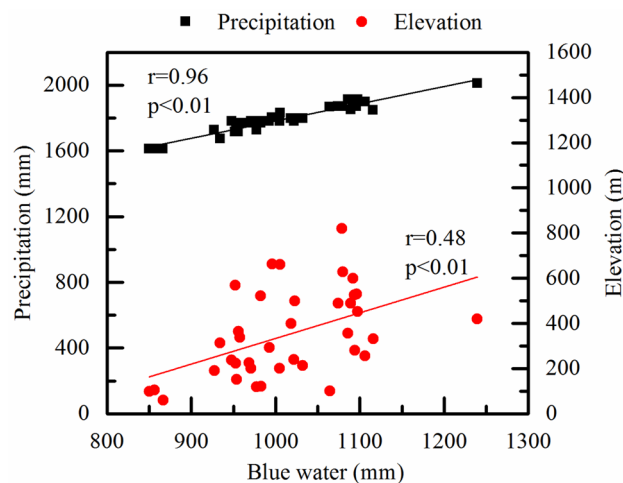 Precipitation Elevation
r=0.96
p<0.01
r=0.48
p<0.01
Precipitation (mm)
2000
1600
1200
800
400
0
Elevation (m)
1600
1400
1200
1000
800
600
400
200
0
800 900 1000 1100 1200 1300
Blue water (mm)